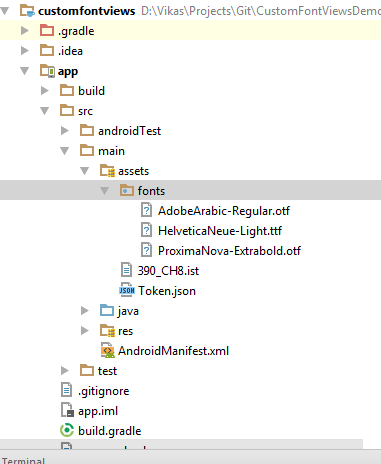 customfontviews D:\Vikas\Projects\Git\CustomFontViewsDemo
.gradle
.idea
app
build
src
androidTest
main
assets
fonts
AdobeArabic-Regular.otf
HelveticaNeue-Light.ttf
ProximaNova-Extrabold.otf
390_CH8.ist
JSON Token.json
java
res
AndroidManifest.xml
test
.gitignore
app.iml
build.gradle
Terminal